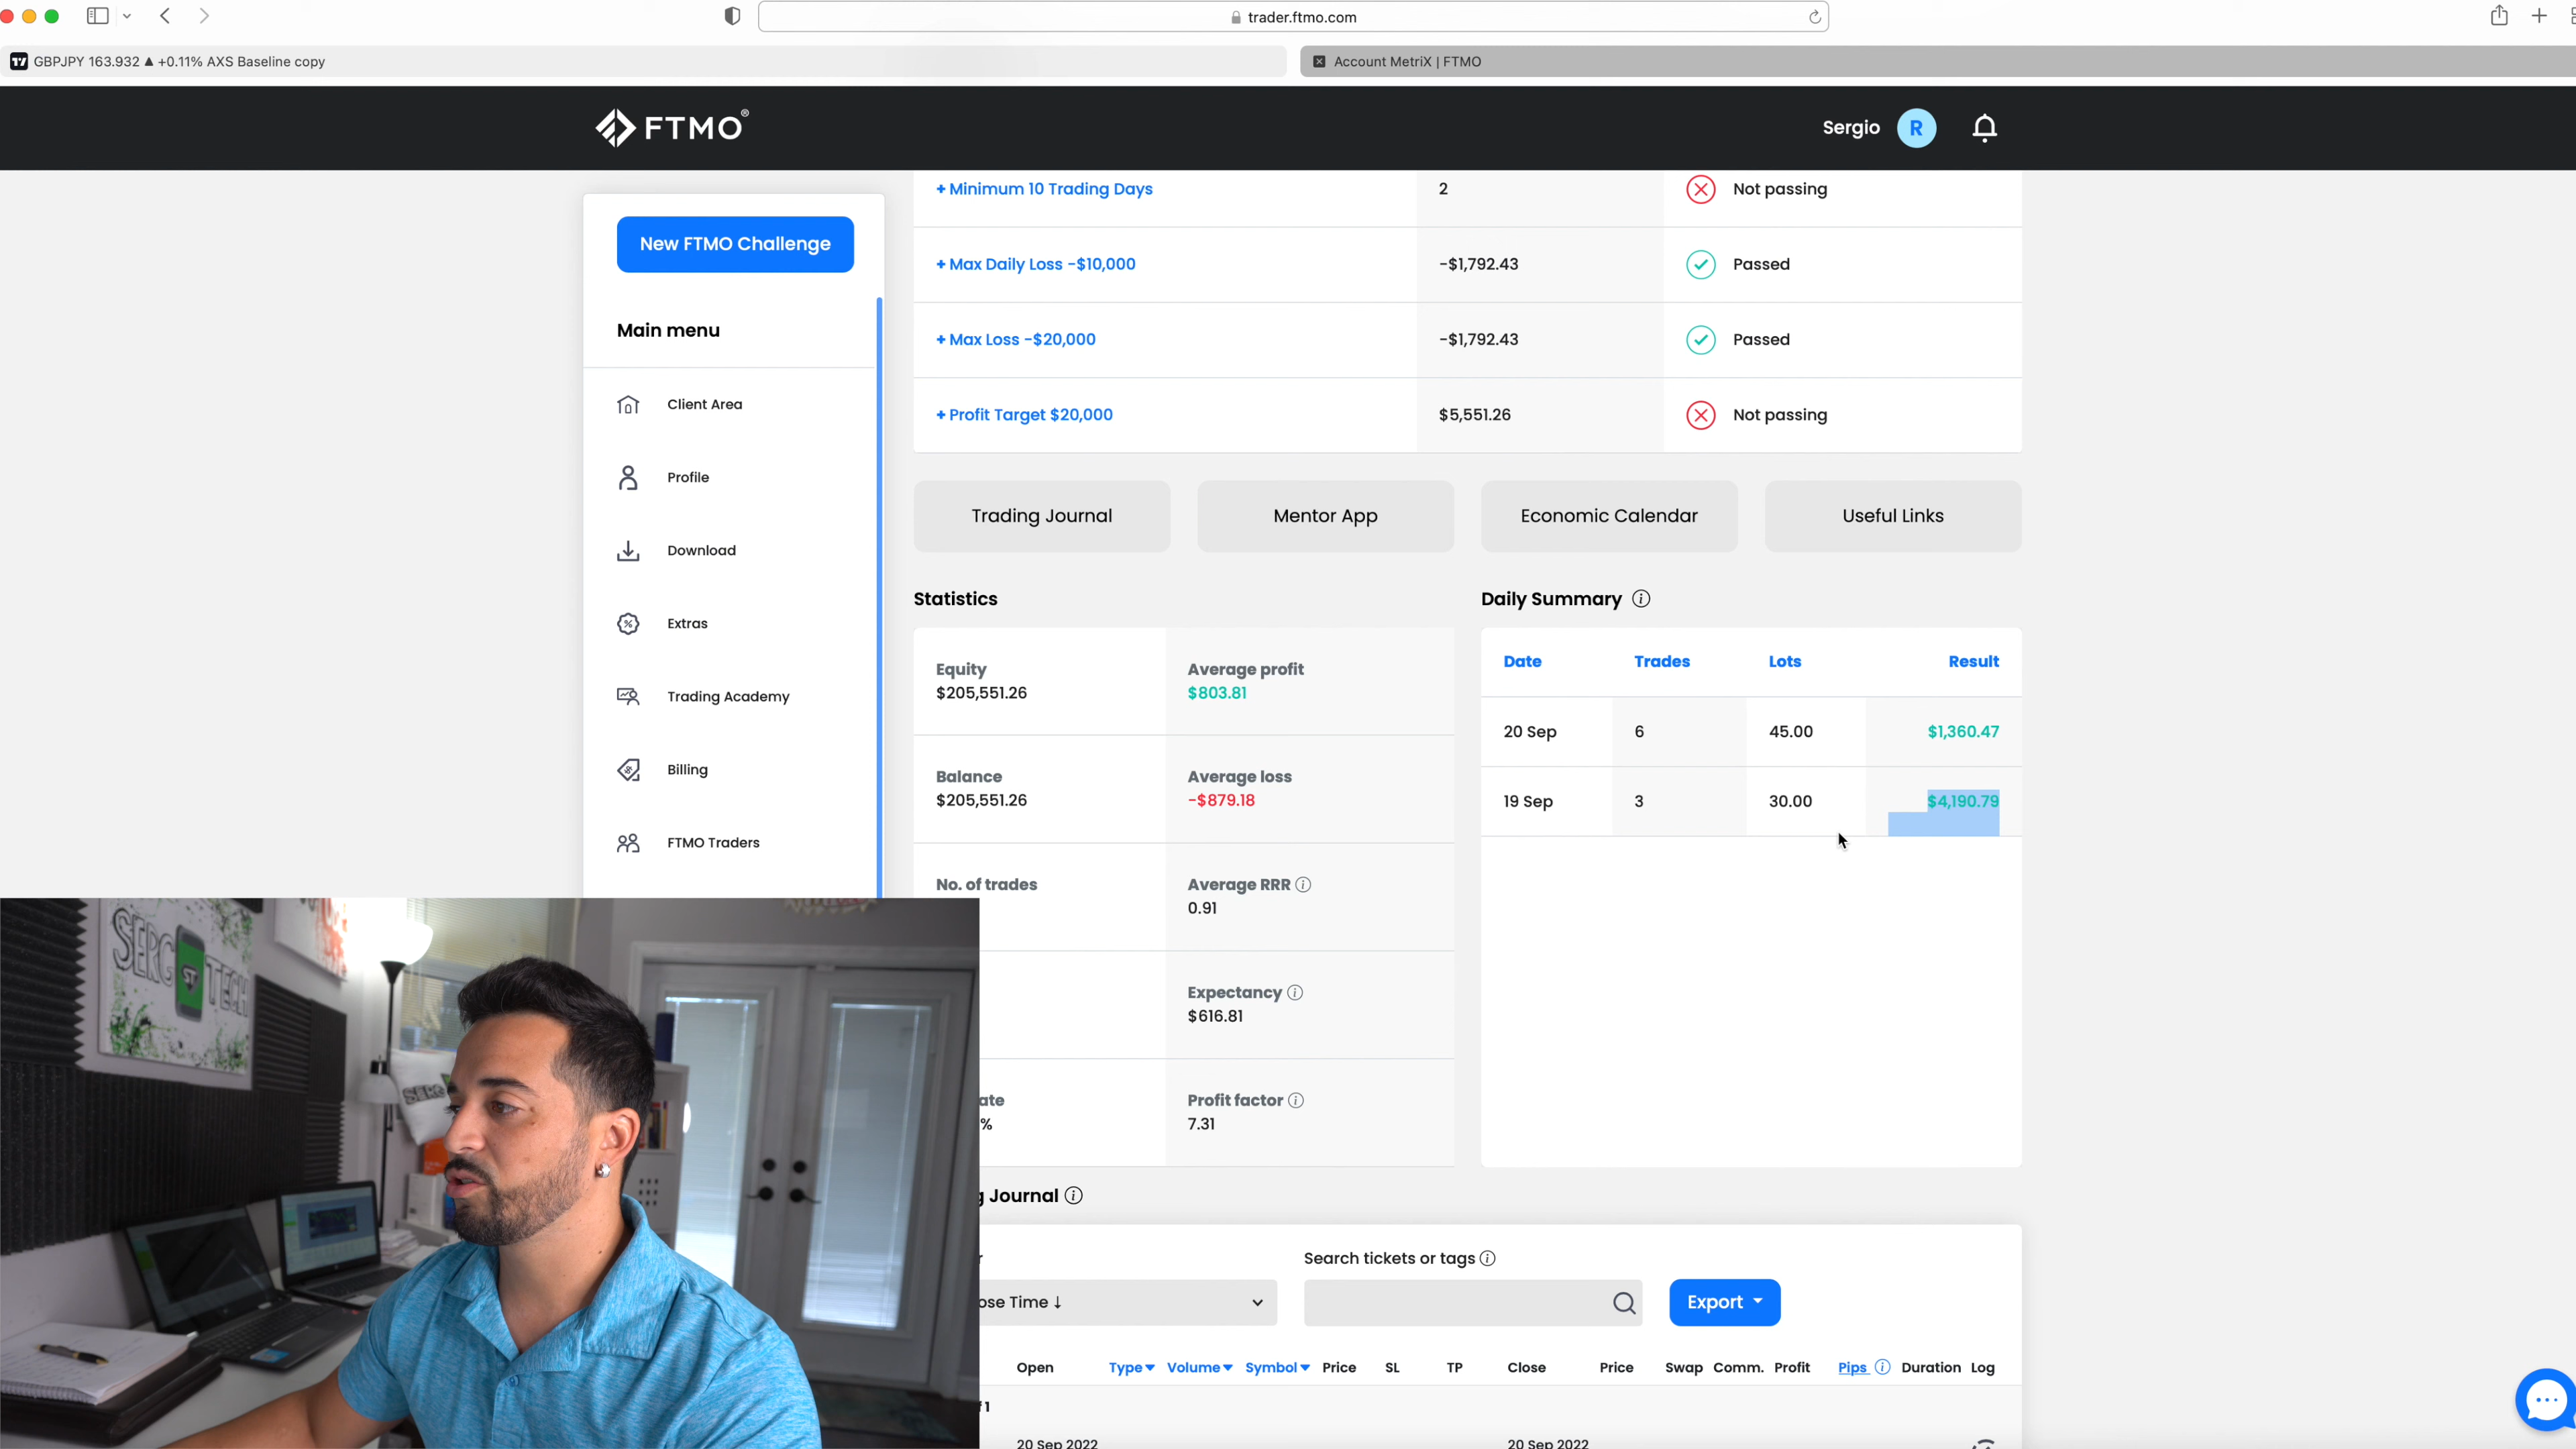 trader.ftmo.com
GBPJPY 163.932 ▲ +0.11% AXS Baseline copy
Account MetriX | FTMO
FTMO®
Sergio R
New FTMO Challenge
Main menu
Client Area
Profile
Download
Extras
Trading Academy
Billing
FTMO Traders
+ Minimum 10 Trading Days 2 Not passing
+ Max Daily Loss -$10,000 -$1,792.43 Passed
+ Max Loss -$20,000 -$1,792.43 Passed
+ Profit Target $20,000 $5,551.26 Not passing
Trading Journal Mentor App Economic Calendar Useful Links
Statistics
Equity
$205,551.26
Average profit
$803.81
Balance
$205,551.26
Average loss
-$879.18
No. of trades
Average RRR
0.91
Expectancy
$616.81
ate
%
Profit factor
7.31
Daily Summary
Date Trades Lots Result
20 Sep 6 45.00 $1,360.47
19 Sep 3 30.00 $4,190.79
Journal
Search tickets or tags
ose Time ↓
Export
Open Type Volume Symbol Price SL TP Close Price Swap Comm. Profit Pips Duration Log
1
20 Sep 2022 20 Sep 2022
SERG TECH
ST
SERG